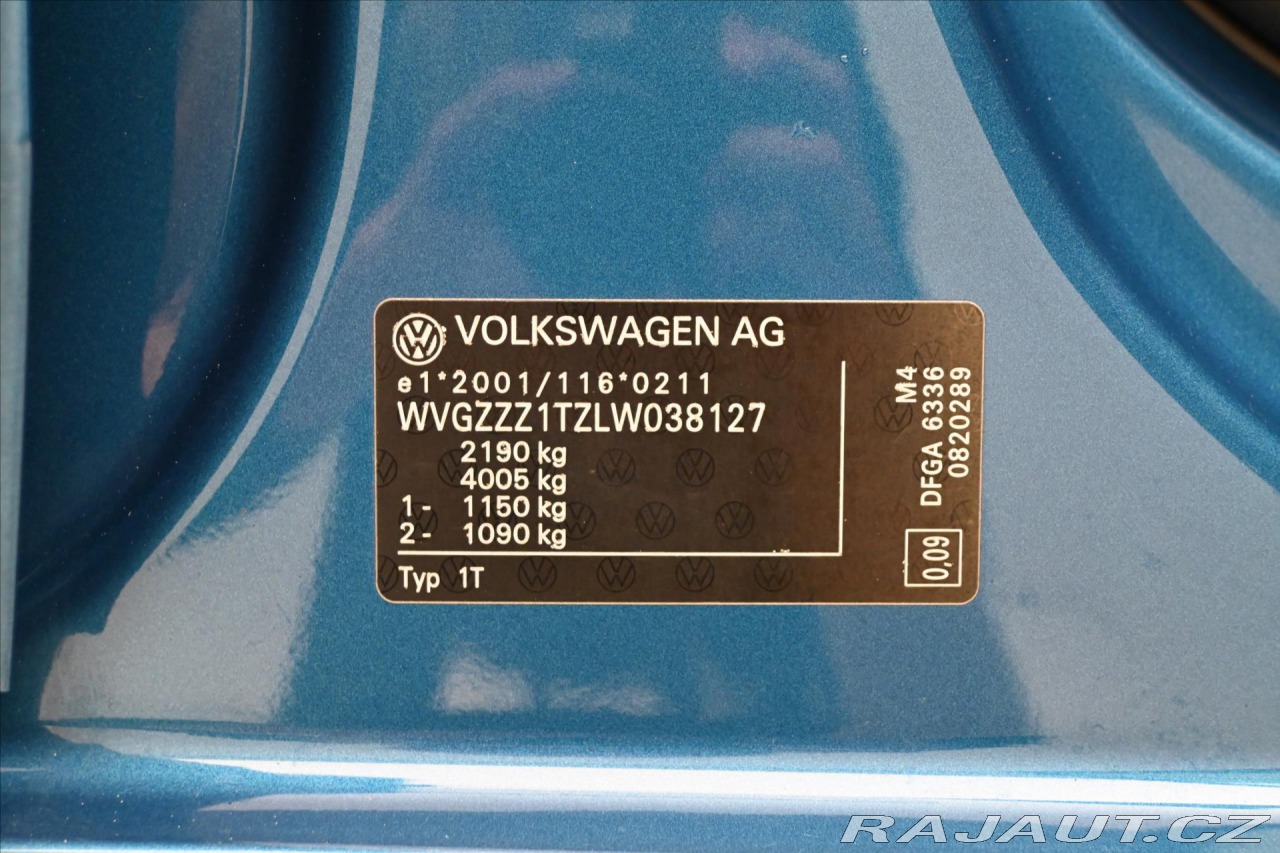 VOLKSWAGEN AG
e1*2001/116*0211
WVGZZZ1TZLW038127
2190 kg
4005 kg
1- 1150 kg
2- 1090 kg
Typ 1T
M4
DFGA 6336
0820289
0,09
RAJAUT.CZ